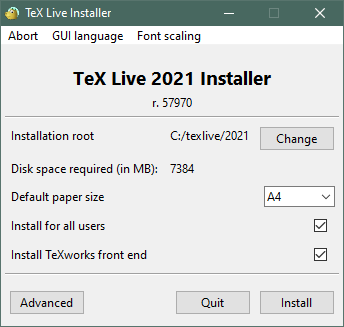 TeX Live Installer
Abort GUI language Font scaling
TeX Live 2021 Installer
r. 57970
Installation root C:/texlive/2021 Change
Disk space required (in MB): 7384
Default paper size A4
Install for all users
Install TeXworks front end
Advanced Quit Install